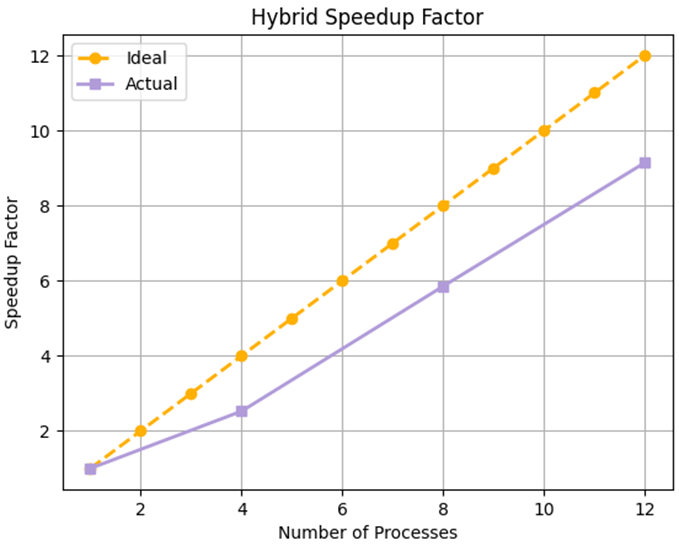 Hybrid Speedup Factor
Ideal
Actual
12
10
8
6
4
2
Speedup Factor
2 4 6 8 10 12
Number of Processes